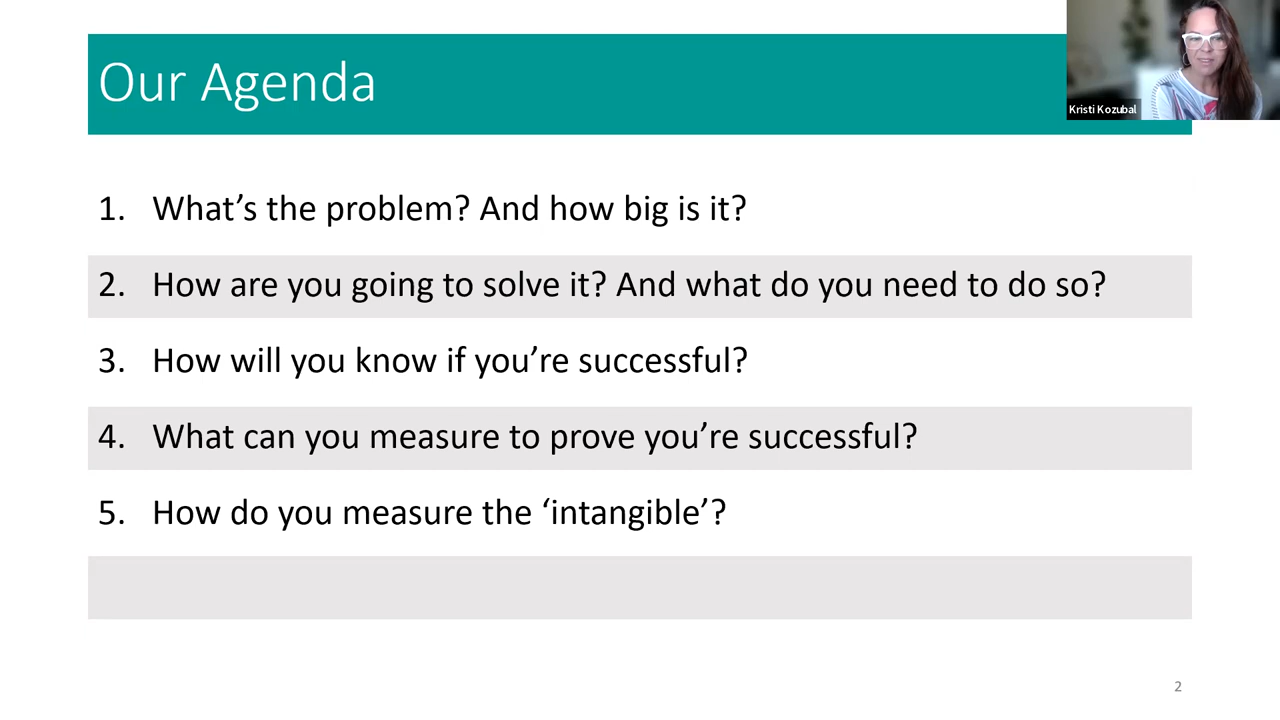 Our Agenda
Kristi Kozubal
1. What’s the problem? And how big is it?
2. How are you going to solve it? And what do you need to do so?
3. How will you know if you’re successful?
4. What can you measure to prove you’re successful?
5. How do you measure the ‘intangible’?
2